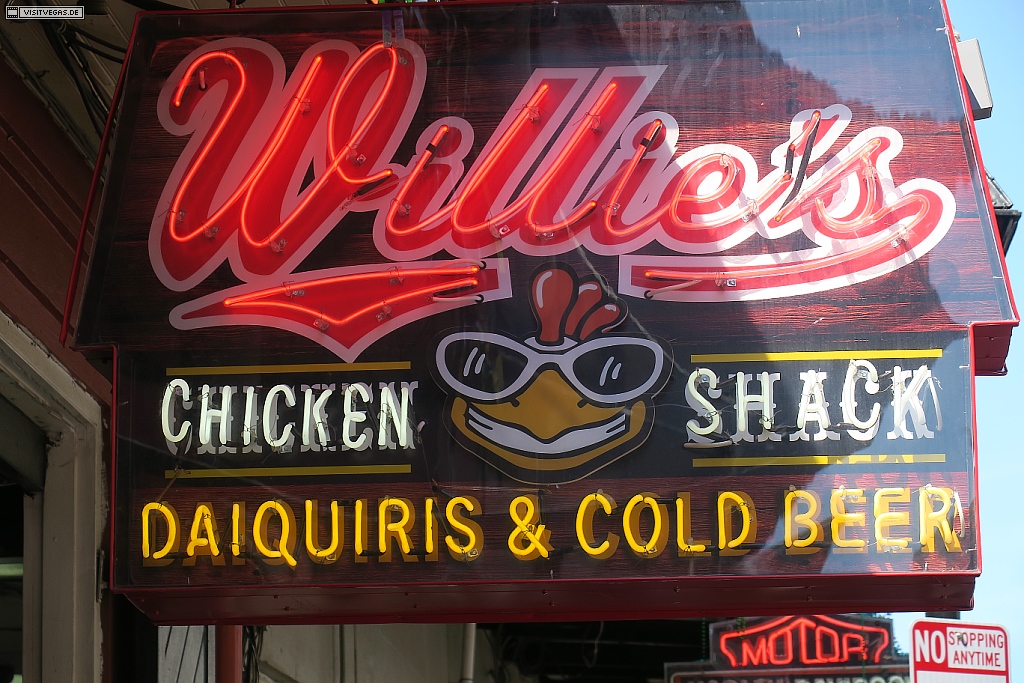 VISITVEGAS.DE
Willie's
CHICKEN SHACK
DAIQUIRIS & COLD BEER
MOTOR
NO STOPPING
ANYTIME